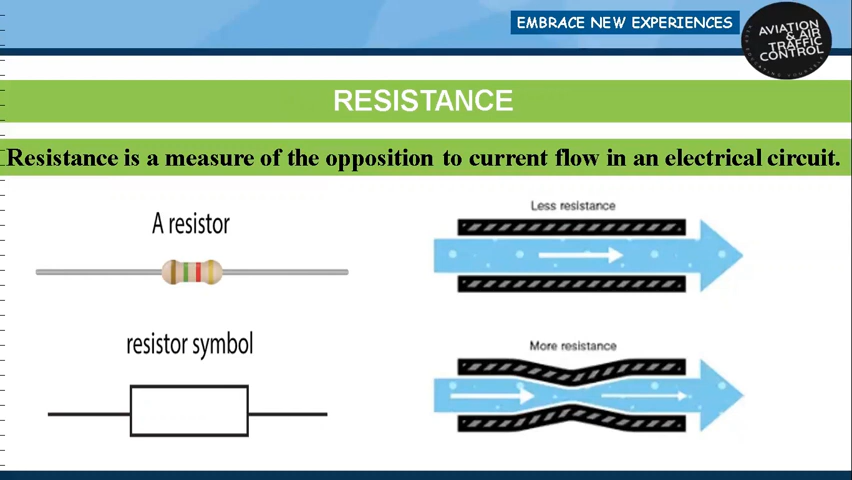 EMBRACE NEW EXPERIENCES
AVIATION
& AIR
TRAFFIC
CONTROL
RESISTANCE
Resistance is a measure of the opposition to current flow in an electrical circuit.
A resistor
Less resistance
resistor symbol
More resistance